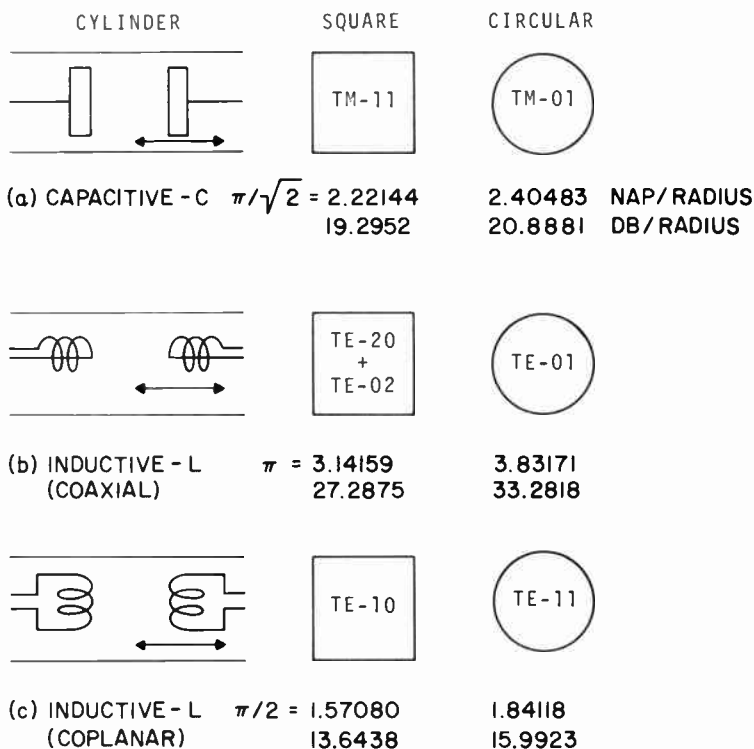 CYLINDER SQUARE CIRCULAR
TM-11 TM-01
(a) CAPACITIVE - C π/√2 = 2.22144 2.40483 NAP/RADIUS
19.2952 20.8881 DB/RADIUS
TE-20
+
TE-02
TE-01
(b) INDUCTIVE - L π = 3.14159 3.83171
(COAXIAL) 27.2875 33.2818
TE-10 TE-11
(c) INDUCTIVE - L π/2 = 1.57080 1.84118
(COPLANAR) 13.6438 15.9923